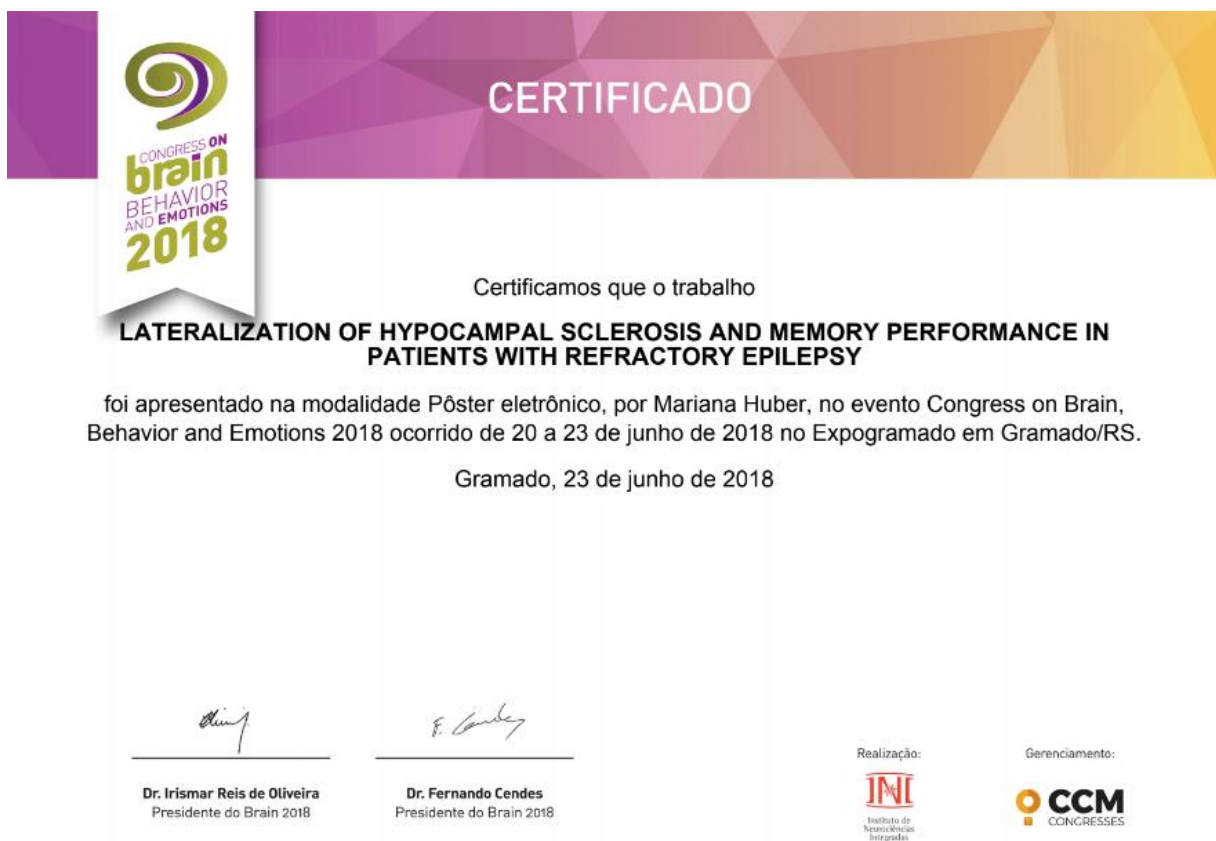 CERTIFICADO
CONGRESS ON
brain
BEHAVIOR
AND EMOTIONS
2018
Certificamos que o trabalho
LATERALIZATION OF HYPOCAMPAL SCLEROSIS AND MEMORY PERFORMANCE IN
PATIENTS WITH REFRACTORY EPILEPSY
foi apresentado na modalidade Pôster eletrônico, por Mariana Huber, no evento Congress on Brain,
Behavior and Emotions 2018 ocorrido de 20 a 23 de junho de 2018 no Expogramado em Gramado/RS.
Gramado, 23 de junho de 2018
F. Cendes
Dr. Irismar Reis de Oliveira
Presidente do Brain 2018
Dr. Fernando Cendes
Presidente do Brain 2018
Realização:
INI
Instituto de
Neurociências
Integradas
Gerenciamento:
CCM
CONGRESSES